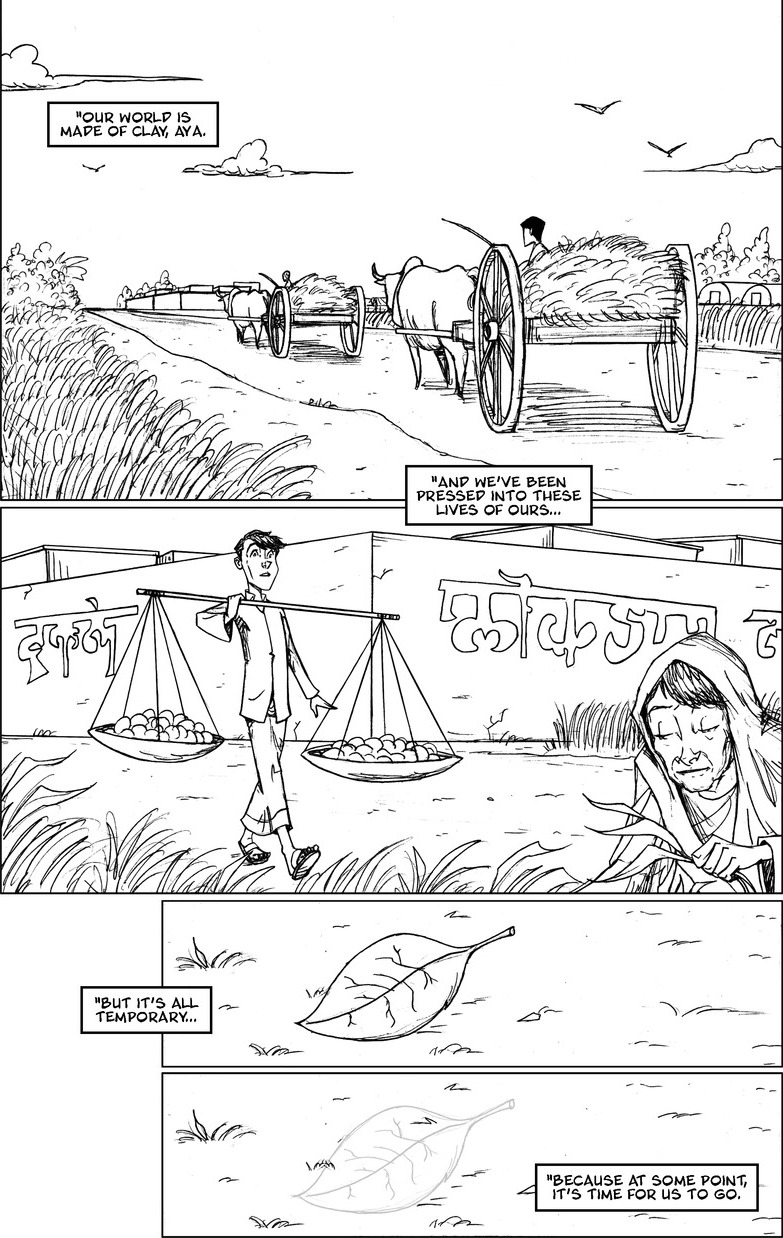 "OUR WORLD IS
MADE OF CLAY, AYA.
"AND WE'VE BEEN
PRESSED INTO THESE
LIVES OF OURS...
"BUT IT'S ALL
TEMPORARY...
"BECAUSE AT SOME POINT,
IT'S TIME FOR US TO GO.